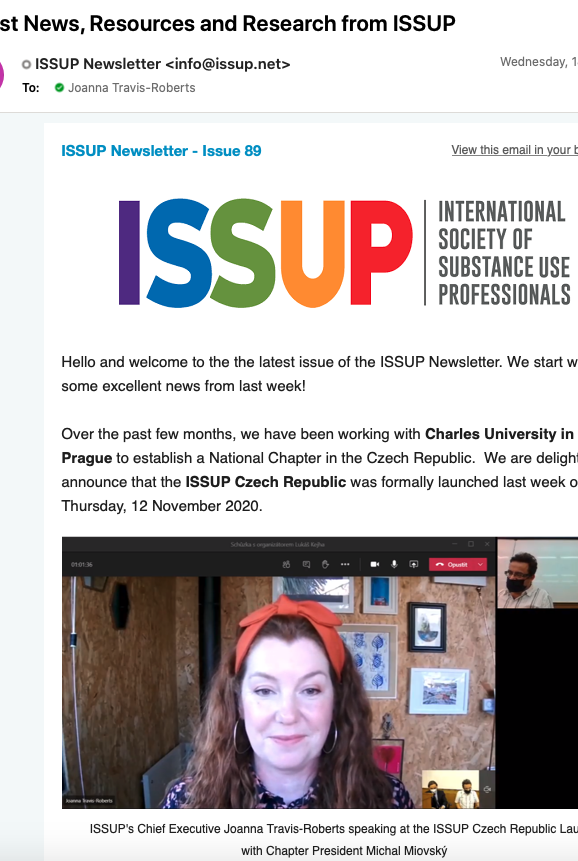 st News, Resources and Research from ISSUP
ISSUP Newsletter <info@issup.net>
Wednesday, 1
To:
Joanna Travis-Roberts
ISSUP Newsletter - Issue 89
View this email in your b
ISSUP
INTERNATIONAL
SOCIETY OF
SUBSTANCE USE
PROFESSIONALS
Hello and welcome to the the latest issue of the ISSUP Newsletter. We start w
some excellent news from last week!
Over the past few months, we have been working with Charles University in
Prague to establish a National Chapter in the Czech Republic.  We are delight
announce that the ISSUP Czech Republic was formally launched last week o
Thursday, 12 November 2020.
Schůzka s organizátorem Lukáš
01:01:36
Opustit
Joanna Travis-Roberts
ISSUP's Chief Executive Joanna Travis-Roberts speaking at the ISSUP Czech Republic Lau
with Chapter President Michal Miovský